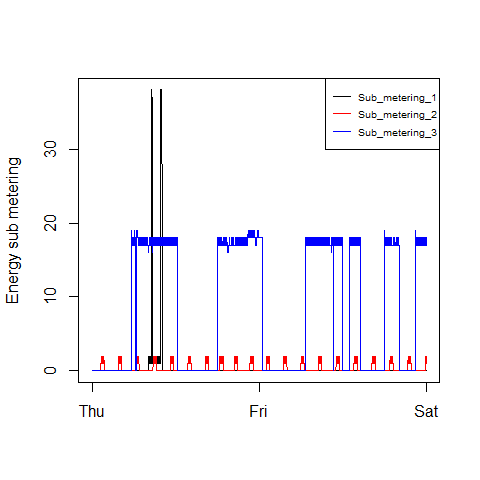 Sub_metering_1
Sub_metering_2
Sub_metering_3
Energy sub metering
30
20
10
0
Thu Fri Sat